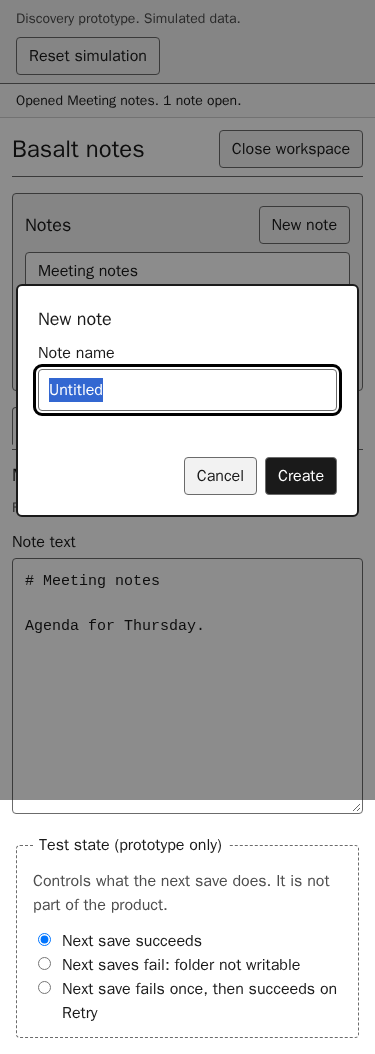 Discovery prototype. Simulated data.
Reset simulation
Opened Meeting notes. 1 note open.
Basalt notes
Close workspace
Notes
New note
Meeting notes
New note
Note name
Untitled
Cancel
Create
Note text
# Meeting notes
Agenda for Thursday.
Test state (prototype only)
Controls what the next save does. It is not
part of the product.
Next save succeeds
Next saves fail: folder not writable
Next save fails once, then succeeds on
Retry